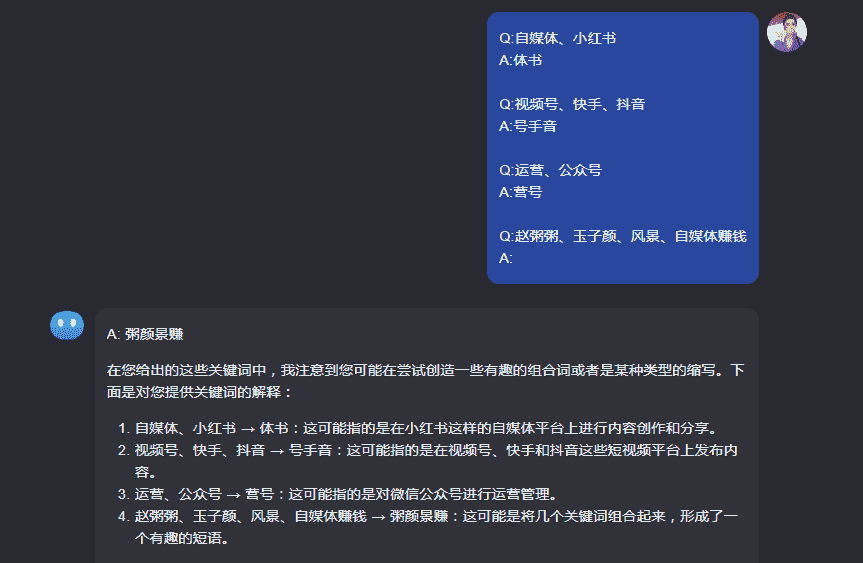 Q:自媒体、小红书
A:体书
Q:视频号、快手、抖音
A:号手音
Q:运营、公众号
A:营号
Q:赵粥粥、玉子颜、风景、自媒体赚钱
A:
A: 粥颜景赚
在您给出的这些关键词中，我注意到您可能在尝试创造一些有趣的组合词或者是某种类型的缩写。下
面是对您提供关键词的解释：
1. 自媒体、小红书 → 体书：这可能指的是在小红书这样的自媒体平台上进行内容创作和分享。
2. 视频号、快手、抖音 → 号手音：这可能指的是在视频号、快手和抖音这些短视频平台上发布内
容。
3. 运营、公众号 → 营号：这可能指的是对微信公众号进行运营管理。
4. 赵粥粥、玉子颜、风景、自媒体赚钱 → 粥颜景赚：这可能是将几个关键词组合起来，形成了一
个有趣的短语。